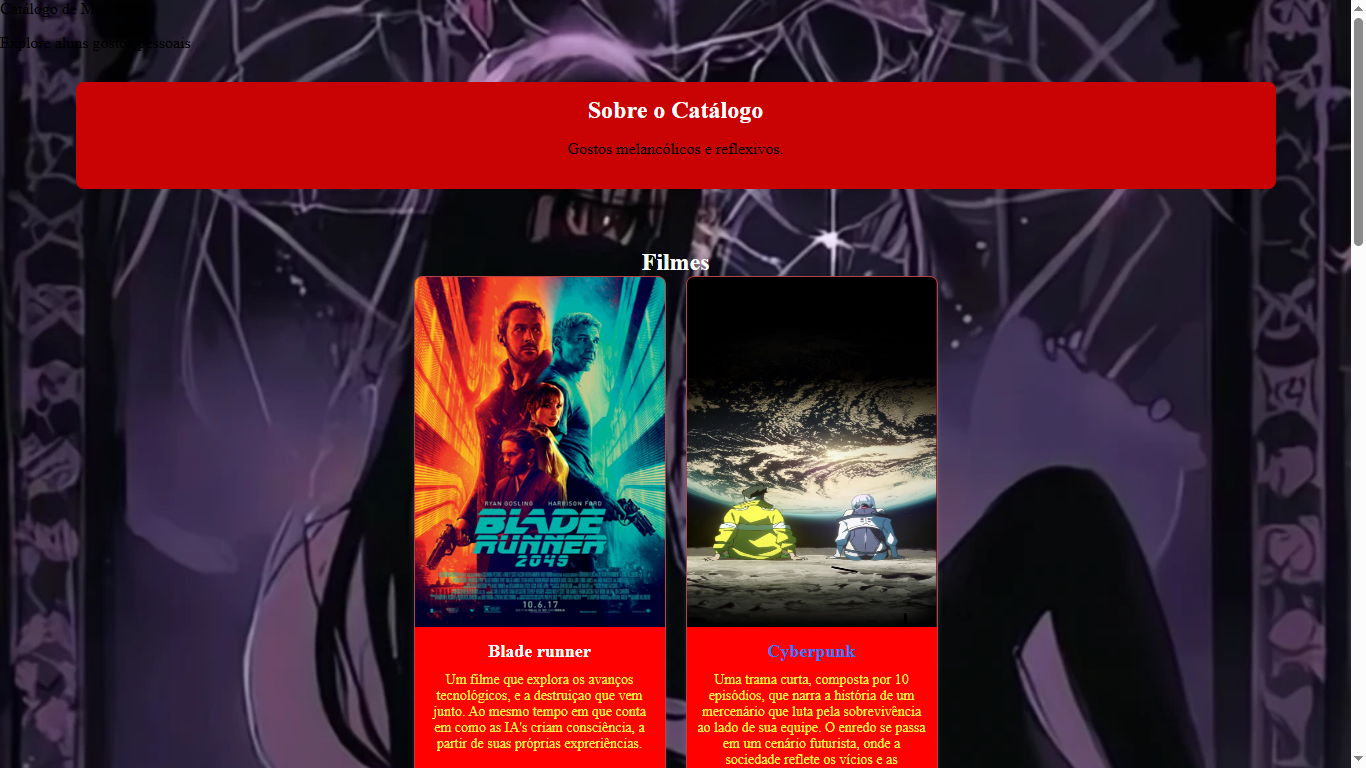 Catálogo de M
Explore aluns gostos pessoais
Sobre o Catálogo
Gostos melancólicos e reflexivos.
Filmes
RYAN GOSLING HARRISON FORD
BLADE
RUNNER
2049
10.6.17
Blade runner
Um filme que explora os avanços
tecnológicos, e a destruiçao que vem
junto. Ao mesmo tempo em que conta
em como as IA's criam consciência, a
partir de suas próprias expreriências.
Cyberpunk
Uma trama curta, composta por 10
episódios, que narra a história de um
mercenário que luta pela sobrevivência
ao lado de sua equipe. O enredo se passa
em um cenário futurista, onde a
sociedade reflete os vícios e as